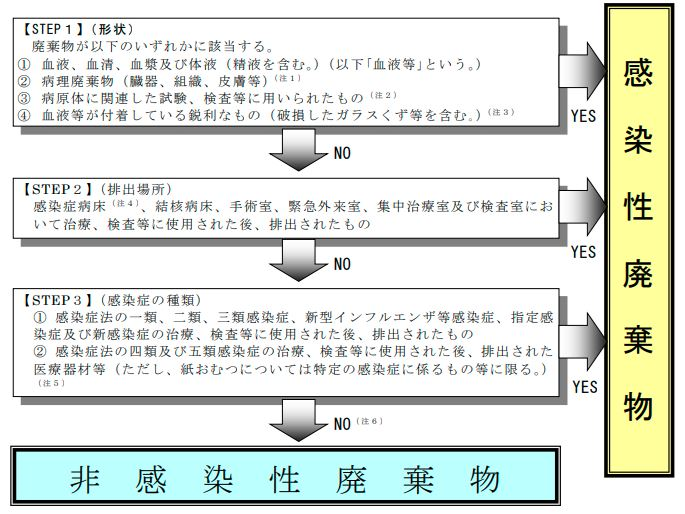 【STEP1】（形状）
廃棄物が以下のいずれかに該当する。
① 血液、血清、血漿及び体液（精液を含む。）（以下「血液等」という。）
② 病理廃棄物（臓器、組織、皮膚等）（注1）
③ 病原体に関連した試験、検査等に用いられたもの（注2）
④ 血液等が付着している鋭利なもの（破損したガラスくず等を含む。）（注3）
YES
NO
【STEP2】（排出場所）
感染症病床（注4）、結核病床、手術室、緊急外来室、集中治療室及び検査室にお
いて治療、検査等に使用された後、排出されたもの
YES
NO
【STEP3】（感染症の種類）
① 感染症法の一類、二類、三類感染症、新型インフルエンザ等感染症、指定感
染症及び新感染症の治療、検査等に使用された後、排出されたもの
② 感染症法の四類及び五類感染症の治療、検査等に使用された後、排出された
医療器材等（ただし、紙おむつについては特定の感染症に係るもの等に限る。）
（注5）
YES
NO（注6）
非感染性廃棄物
感染性廃棄物